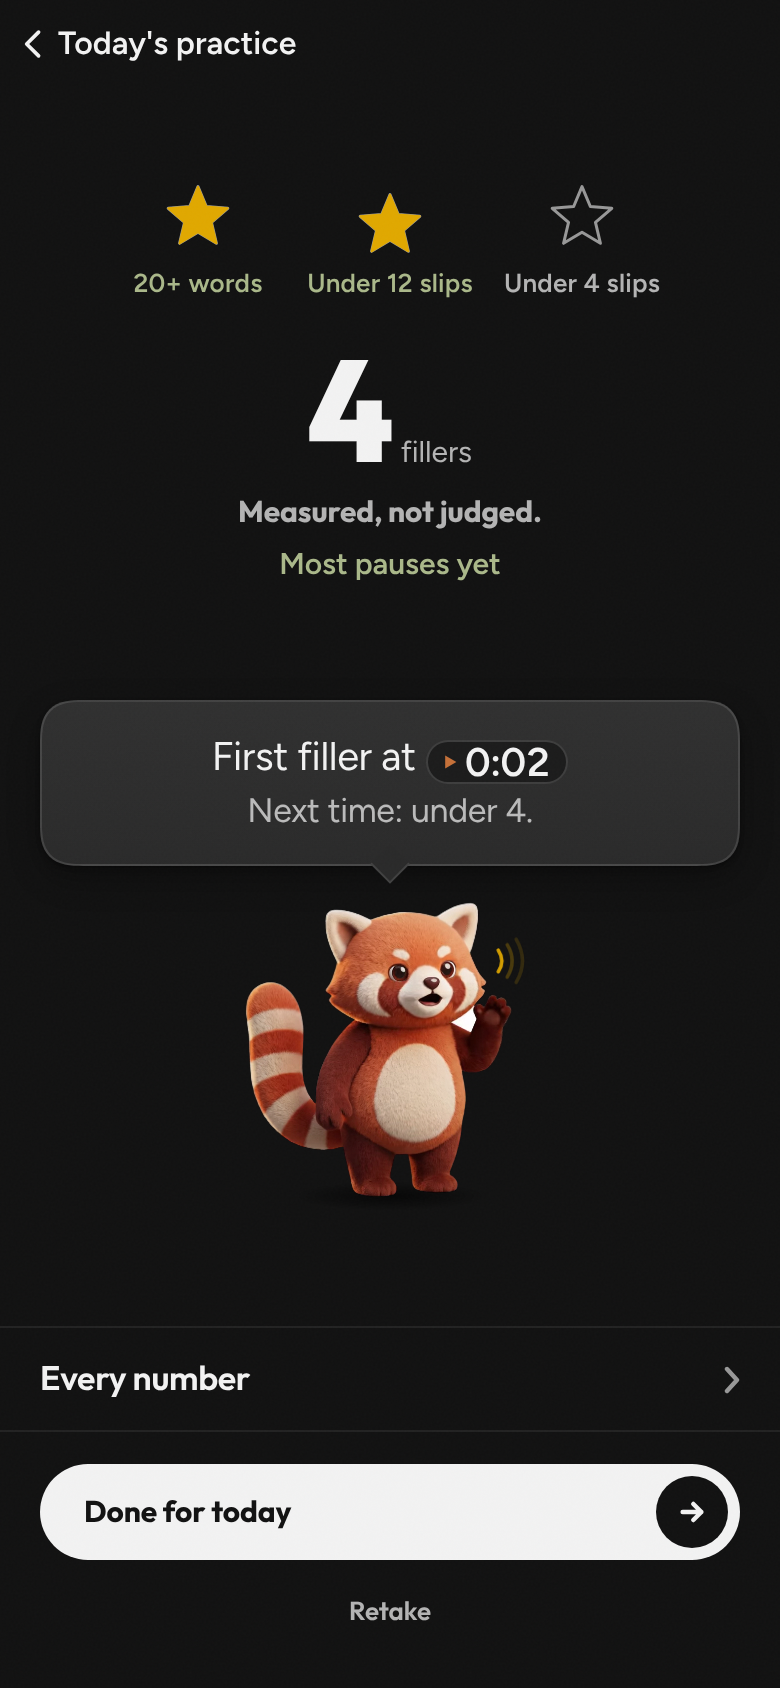 Today's practice
20+ words
Under 12 slips
Under 4 slips
4 fillers
Measured, not judged.
Most pauses yet
First filler at 0:02
Next time: under 4.
Every number
Done for today
Retake